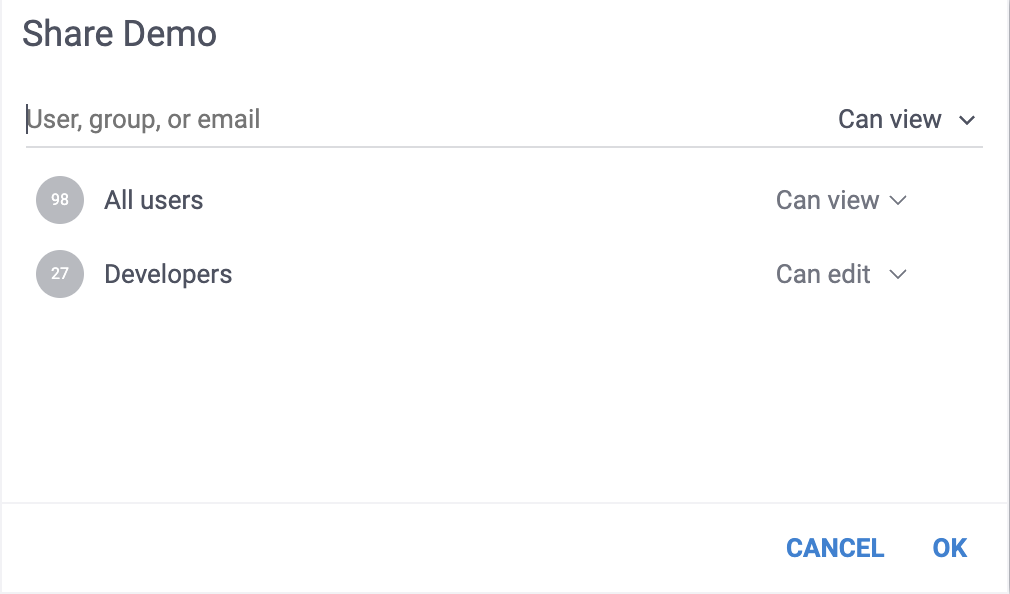 Share Demo
User, group, or email Can view
98 All users Can view
27 Developers Can edit
CANCEL OK